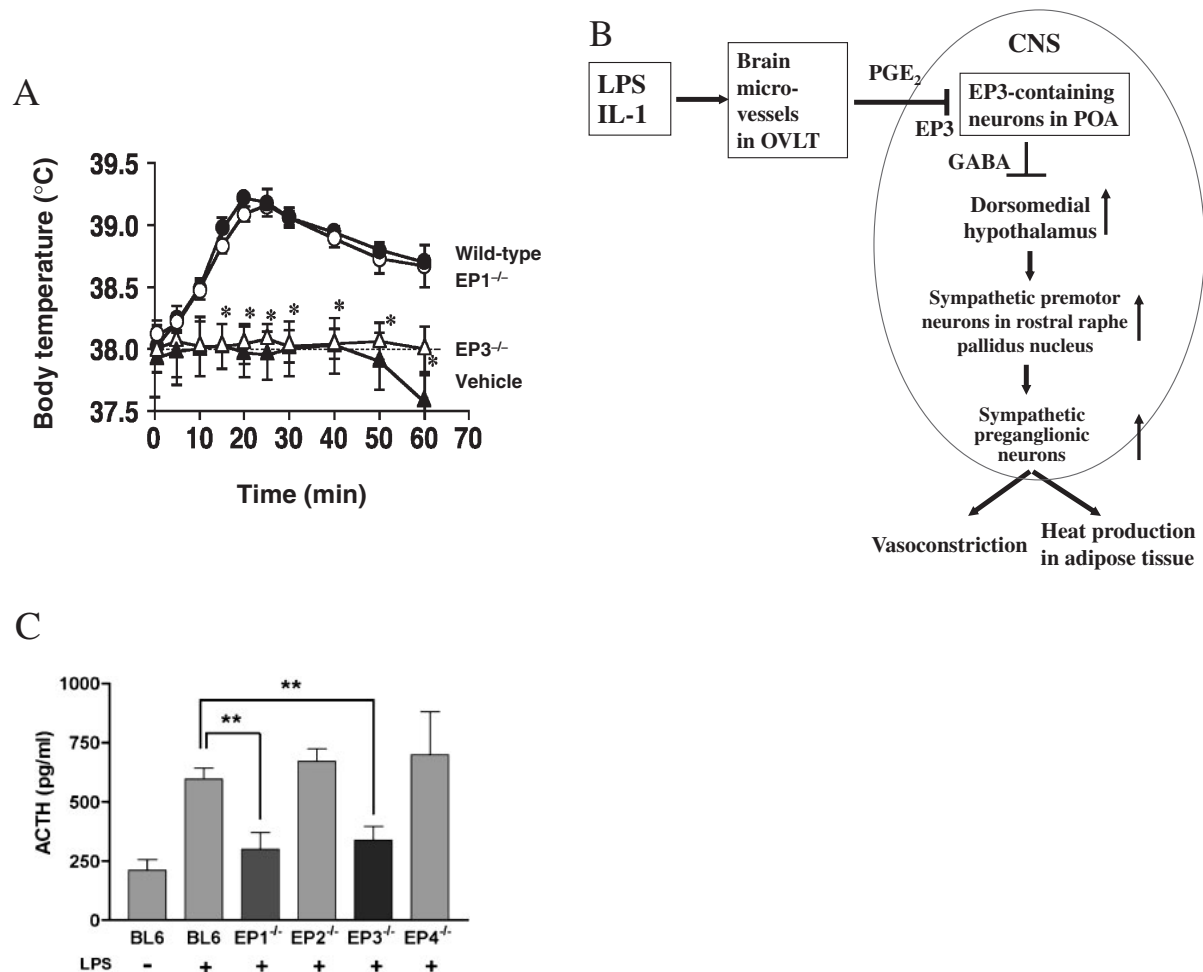 A
Body temperature (°C)
39.5
39.0
38.5
38.0
37.5
0 10 20 30 40 50 60 70
Time (min)
Wild-type
EP1–/–
EP3–/–
Vehicle
* * * * * * *
B
CNS
LPS
IL-1
Brain
micro-
vessels
in OVLT
PGE2
EP3
EP3-containing
neurons in POA
GABA
Dorsomedial
hypothalamus
Sympathetic premotor
neurons in rostral raphe
pallidus nucleus
Sympathetic
preganglionic
neurons
Vasoconstriction
Heat production
in adipose tissue
C
ACTH (pg/ml)
1000
750
500
250
0
**
**
BL6 BL6 EP1-/- EP2-/- EP3-/- EP4-/-
LPS - + + + + +